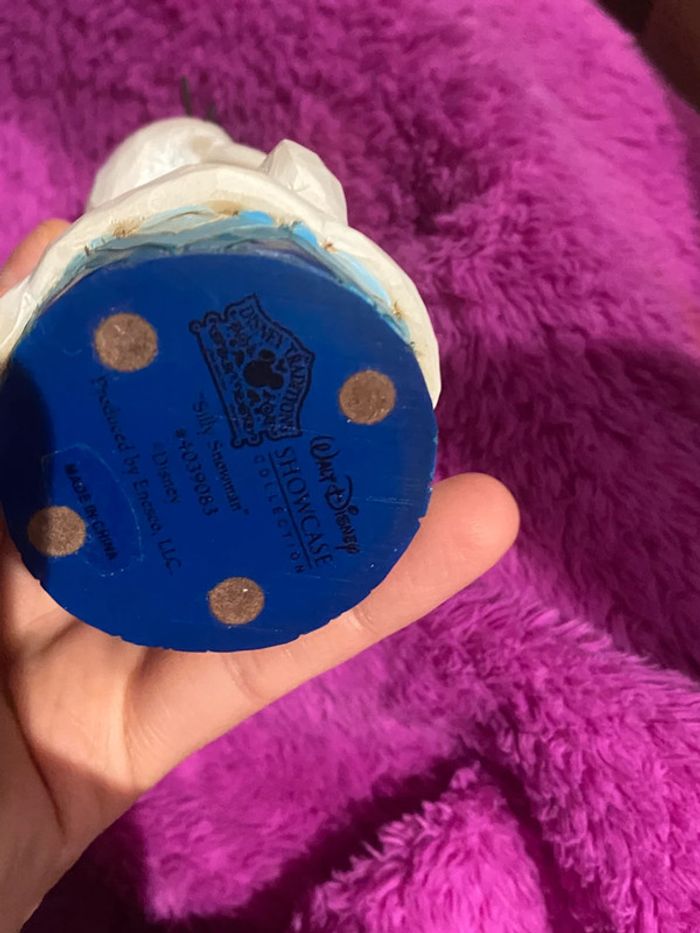 DISNEY TRADITIONS
Walt Disney
SHOWCASE
COLLECTION
"Silly Snowman"
#4039083
©Disney
Produced by Enesco, LLC
MADE IN CHINA